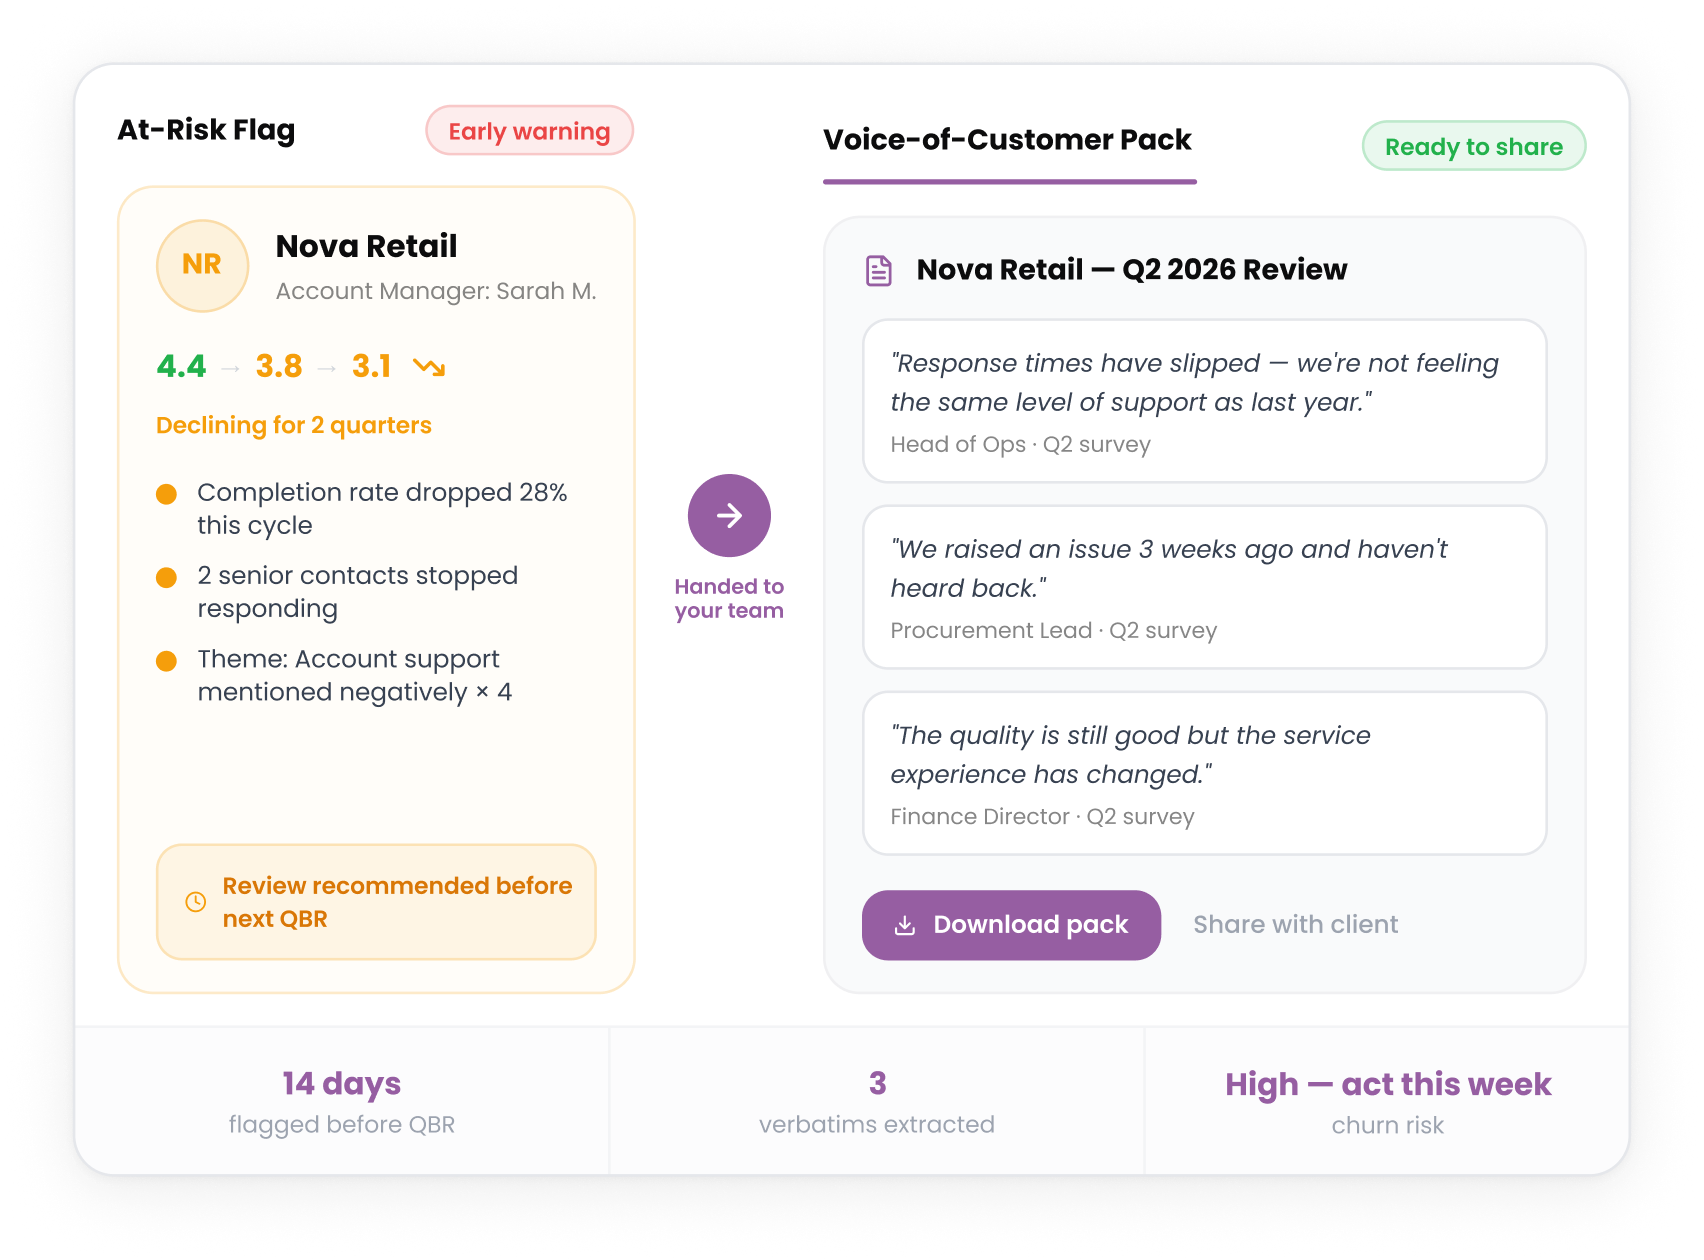 At-Risk Flag
Early warning
NR
Nova Retail
Account Manager: Sarah M.
4.4 → 3.8 → 3.1
Declining for 2 quarters
Completion rate dropped 28%
this cycle
2 senior contacts stopped
responding
Theme: Account support
mentioned negatively × 4
Review recommended before
next QBR
Handed to
your team
Voice-of-Customer Pack
Ready to share
Nova Retail — Q2 2026 Review
"Response times have slipped — we're not feeling
the same level of support as last year."
Head of Ops · Q2 survey
"We raised an issue 3 weeks ago and haven't
heard back."
Procurement Lead · Q2 survey
"The quality is still good but the service
experience has changed."
Finance Director · Q2 survey
Download pack
Share with client
14 days
flagged before QBR
3
verbatims extracted
High — act this week
churn risk